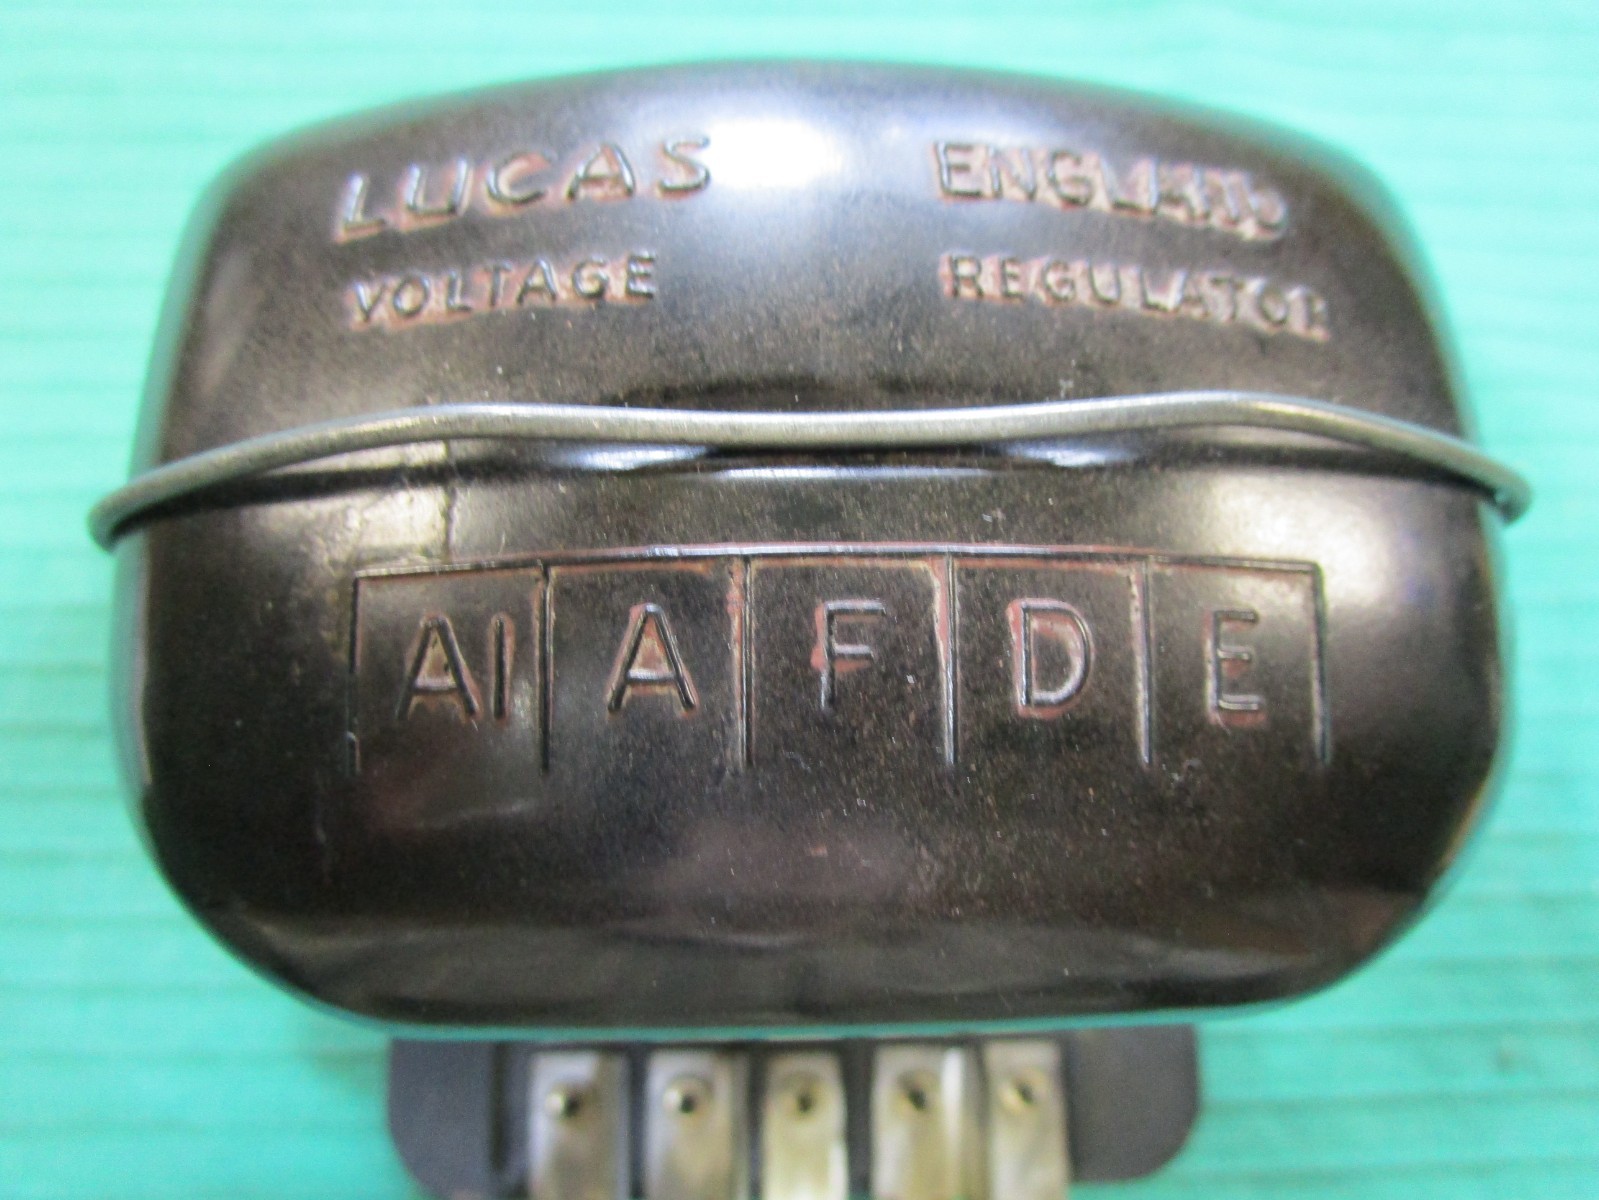 LUCAS ENGLAND
VOLTAGE REGULATOR
A1 A F D E